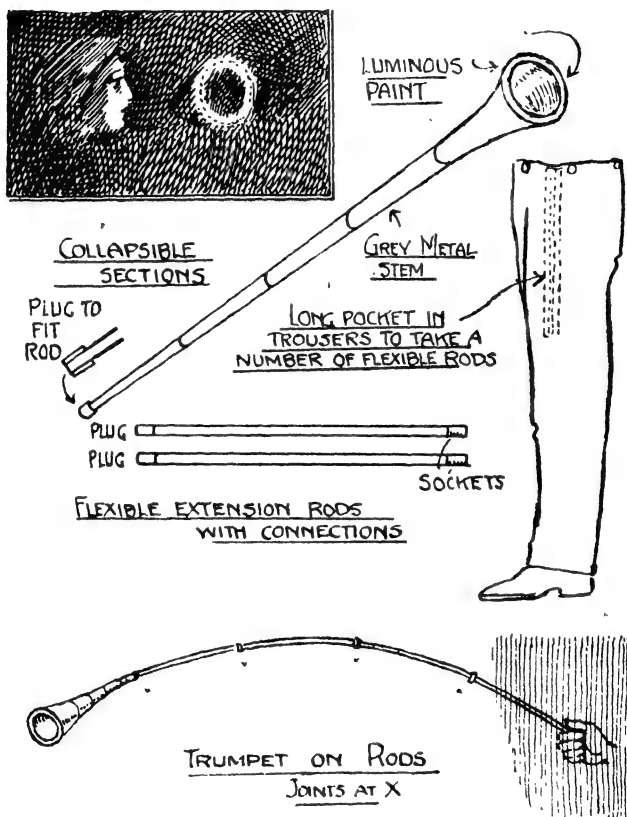 LUMINOUS
PAINT
GREY METAL
STEM
COLLAPSIBLE
SECTIONS
PLUG TO
FIT
ROD
LONG POCKET IN
TROUSERS TO TAKE A
NUMBER OF FLEXIBLE RODS
PLUG
PLUG
SOCKETS
FLEXIBLE EXTENSION RODS
WITH CONNECTIONS
TRUMPET ON RODS
JOINTS AT X